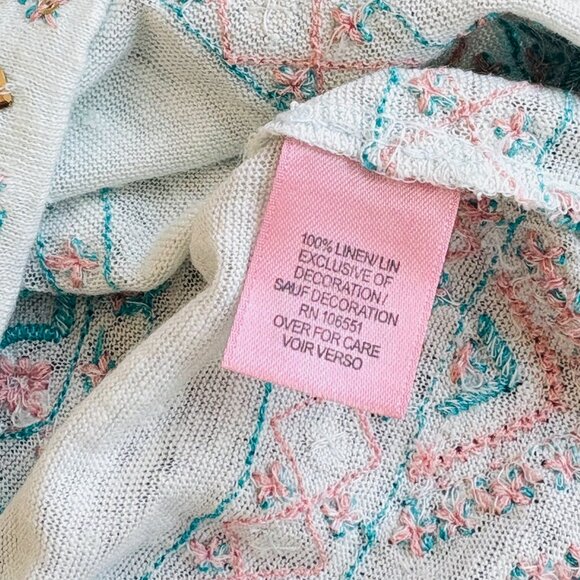 100% LINEN/LIN
EXCLUSIVE OF
DECORATION/
SAUF DECORATION
RN 106551
OVER FOR CARE
VOIR VERSO